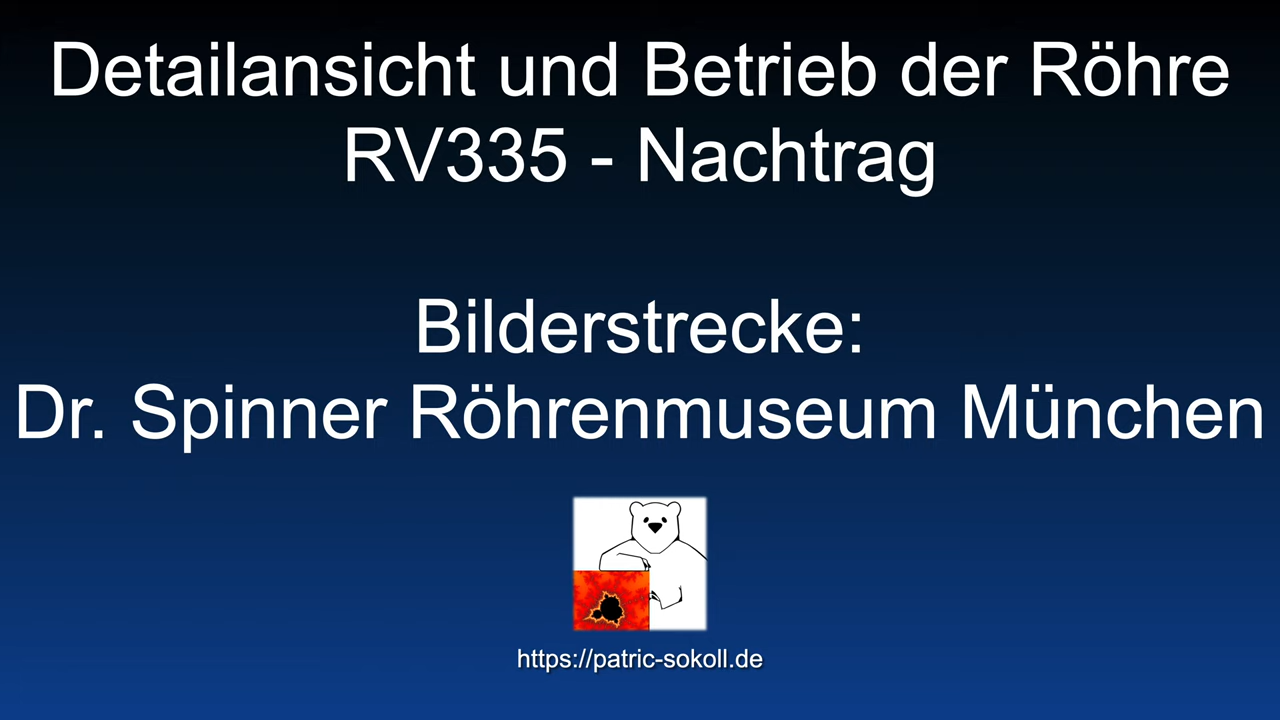 Detailansicht und Betrieb der Röhre
RV335 - Nachtrag
Bilderstrecke:
Dr. Spinner Röhrenmuseum München
https://patric-sokoll.de